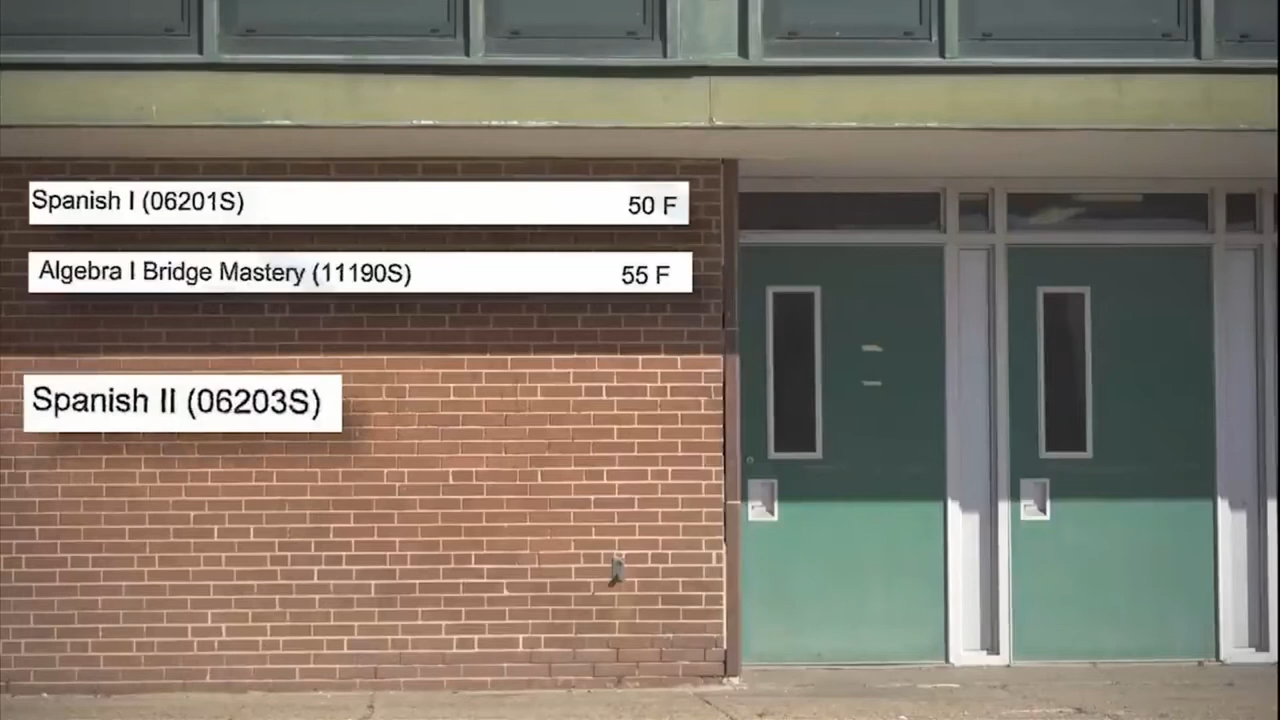 Spanish I (06201S) 50 F
Algebra I Bridge Mastery (11190S) 55 F
Spanish II (06203S)